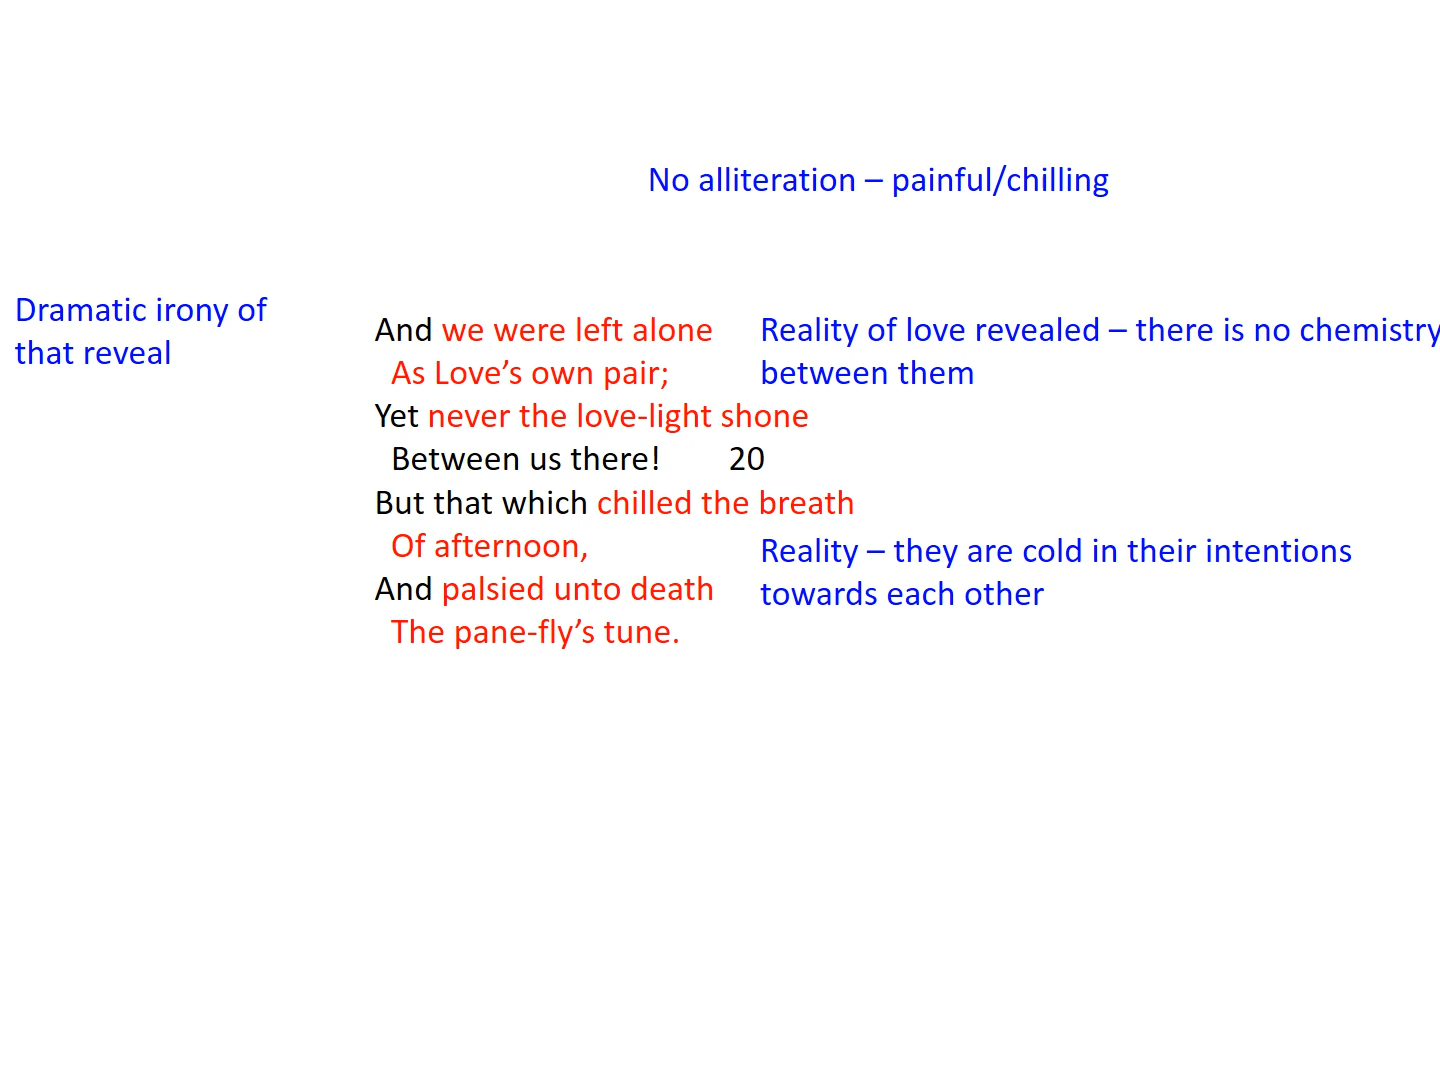 No alliteration – painful/chilling
Dramatic irony of
that reveal
And we were left alone
As Love’s own pair;
Yet never the love-light shone
Between us there! 20
But that which chilled the breath
Of afternoon,
And palsied unto death
The pane-fly’s tune.
Reality of love revealed – there is no chemistry
between them
Reality – they are cold in their intentions
towards each other